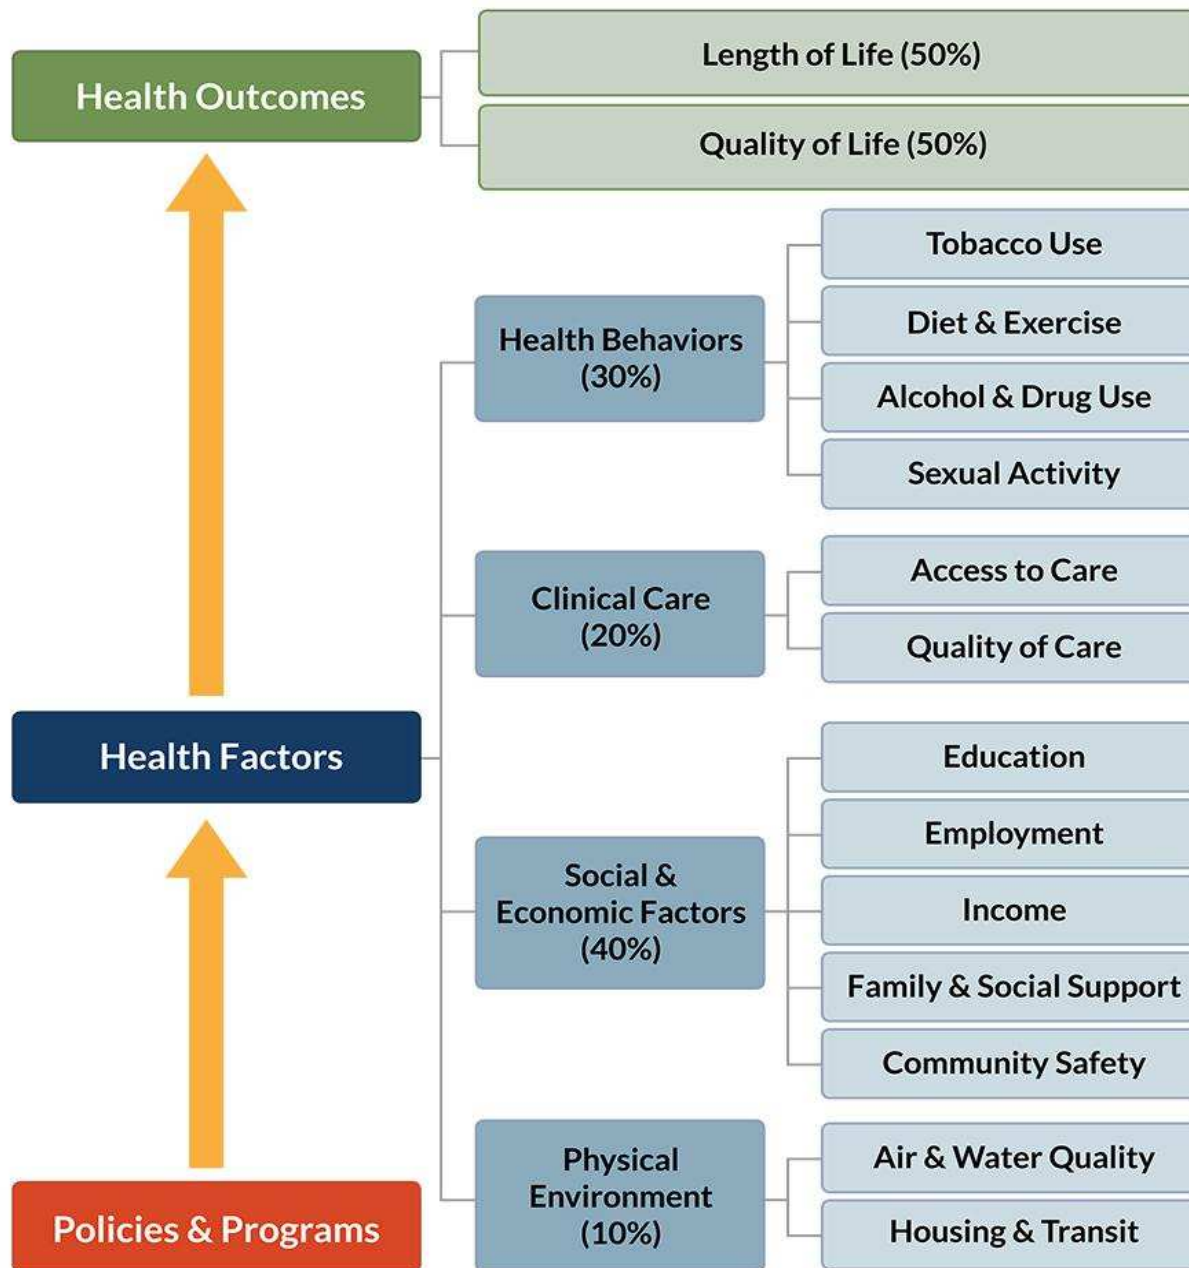 Health Outcomes
Length of Life (50%)
Quality of Life (50%)
Health Factors
Health Behaviors
(30%)
Tobacco Use
Diet & Exercise
Alcohol & Drug Use
Sexual Activity
Clinical Care
(20%)
Access to Care
Quality of Care
Social &
Economic Factors
(40%)
Education
Employment
Income
Family & Social Support
Community Safety
Physical
Environment
(10%)
Air & Water Quality
Housing & Transit
Policies & Programs